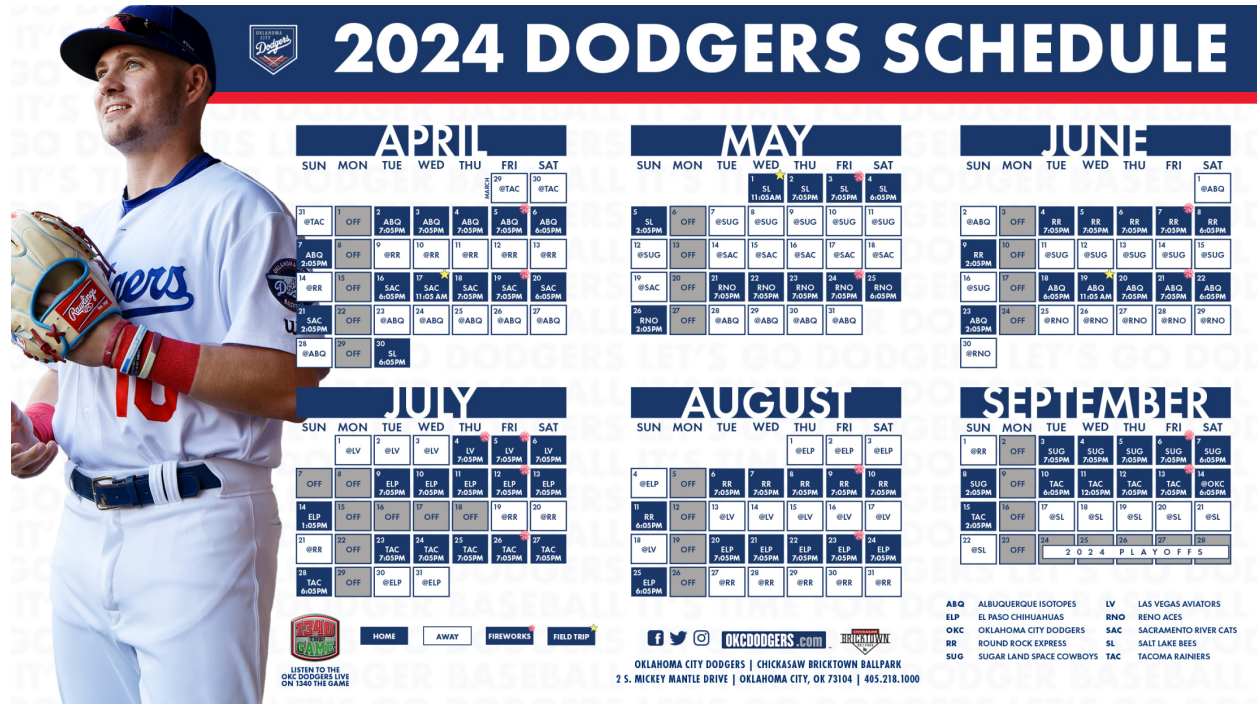 OKLAHOMA CITY
Dodgers
2024 DODGERS SCHEDULE
APRIL
SUN MON TUE WED THU FRI SAT
MARCH 29 @TAC 30 @TAC
31 @TAC 1 OFF 2 ABQ 7:05PM 3 ABQ 7:05PM 4 ABQ 7:05PM 5 ABQ 7:05PM 6 ABQ 6:05PM
7 ABQ 2:05PM 8 OFF 9 @RR 10 @RR 11 @RR 12 @RR 13 @RR
14 @RR 15 OFF 16 SAC 6:05PM 17 SAC 11:05 AM 18 SAC 7:05PM 19 SAC 7:05PM 20 SAC 6:05PM
21 SAC 2:05PM 22 OFF 23 @ABQ 24 @ABQ 25 @ABQ 26 @ABQ 27 @ABQ
28 @ABQ 29 OFF 30 SL 6:05PM
MAY
SUN MON TUE WED THU FRI SAT
1 SL 11:05AM 2 SL 7:05PM 3 SL 7:05PM 4 SL 6:05PM
5 SL 2:05PM 6 OFF 7 @SUG 8 @SUG 9 @SUG 10 @SUG 11 @SUG
12 @SUG 13 OFF 14 @SAC 15 @SAC 16 @SAC 17 @SAC 18 @SAC
19 @SAC 20 OFF 21 RNO 7:05PM 22 RNO 7:05PM 23 RNO 7:05PM 24 RNO 7:05PM 25 RNO 6:05PM
26 RNO 2:05PM 27 OFF 28 @ABQ 29 @ABQ 30 @ABQ 31 @ABQ
JUNE
SUN MON TUE WED THU FRI SAT
1 @ABQ
2 @ABQ 3 OFF 4 RR 7:05PM 5 RR 7:05PM 6 RR 7:05PM 7 RR 7:05PM 8 RR 6:05PM
9 RR 2:05PM 10 OFF 11 @SUG 12 @SUG 13 @SUG 14 @SUG 15 @SUG
16 @SUG 17 OFF 18 ABQ 6:05PM 19 ABQ 11:05 AM 20 ABQ 7:05PM 21 ABQ 7:05PM 22 ABQ 6:05PM
23 ABQ 2:05PM 24 OFF 25 @RNO 26 @RNO 27 @RNO 28 @RNO 29 @RNO
30 @RNO
JULY
SUN MON TUE WED THU FRI SAT
1 @LV 2 @LV 3 @LV 4 LV 7:05PM 5 LV 7:05PM 6 LV 7:05PM
7 OFF 8 OFF 9 ELP 7:05PM 10 ELP 7:05PM 11 ELP 7:05PM 12 ELP 7:05PM 13 ELP 7:05PM
14 ELP 1:05PM 15 OFF 16 OFF 17 OFF 18 OFF 19 @RR 20 @RR
21 @RR 22 OFF 23 TAC 7:05PM 24 TAC 7:05PM 25 TAC 7:05PM 26 TAC 7:05PM 27 TAC 7:05PM
28 TAC 6:05PM 29 OFF 30 @ELP 31 @ELP
AUGUST
SUN MON TUE WED THU FRI SAT
1 @ELP 2 @ELP 3 @ELP
4 @ELP 5 OFF 6 RR 7:05PM 7 RR 7:05PM 8 RR 7:05PM 9 RR 7:05PM 10 RR 7:05PM
11 RR 6:05PM 12 OFF 13 @LV 14 @LV 15 @LV 16 @LV 17 @LV
18 @LV 19 OFF 20 ELP 7:05PM 21 ELP 7:05PM 22 ELP 7:05PM 23 ELP 7:05PM 24 ELP 7:05PM
25 ELP 6:05PM 26 OFF 27 @RR 28 @RR 29 @RR 30 @RR 31 @RR
SEPTEMBER
SUN MON TUE WED THU FRI SAT
1 @RR 2 OFF 3 SUG 7:05PM 4 SUG 7:05PM 5 SUG 7:05PM 6 SUG 7:05PM 7 SUG 6:05PM
8 SUG 2:05PM 9 OFF 10 TAC 6:05PM 11 TAC 12:05PM 12 TAC 7:05PM 13 TAC 7:05PM 14 @OKC 6:05PM
15 TAC 2:05PM 16 OFF 17 @SL 18 @SL 19 @SL 20 @SL 21 @SL
22 @SL 23 OFF 24 25 26 27 28
2024 PLAYOFFS
Rawlings
1340 THE GAME
LISTEN TO THE
OKC DODGERS LIVE
ON 1340 THE GAME
HOME AWAY FIREWORKS FIELD TRIP
OKCDODGERS.com
CHICKASAW
BRICKTOWN
OKLAHOMA CITY DODGERS | CHICKASAW BRICKTOWN BALLPARK
2 S. MICKEY MANTLE DRIVE | OKLAHOMA CITY, OK 73104 | 405.218.1000
ABQ ALBUQUERQUE ISOTOPES LV LAS VEGAS AVIATORS
ELP EL PASO CHIHUAHUAS RNO RENO ACES
OKC OKLAHOMA CITY DODGERS SAC SACRAMENTO RIVER CATS
RR ROUND ROCK EXPRESS SL SALT LAKE BEES
SUG SUGAR LAND SPACE COWBOYS TAC TACOMA RAINIERS